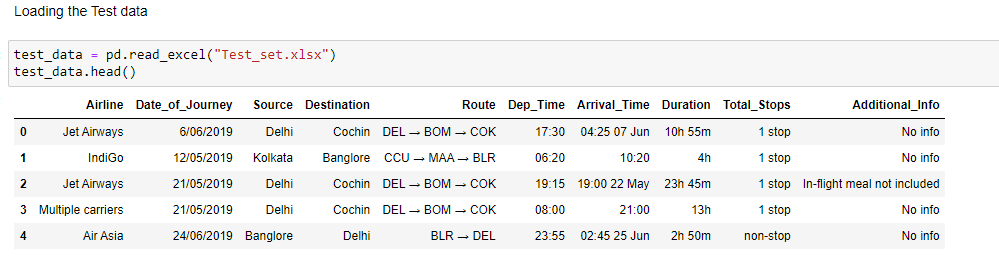 Loading the Test data
test_data = pd.read_excel("Test_set.xlsx")
test_data.head()
Airline Date_of_Journey Source Destination Route Dep_Time Arrival_Time Duration Total_Stops Additional_Info
0 Jet Airways 6/06/2019 Delhi Cochin DEL → BOM → COK 17:30 04:25 07 Jun 10h 55m 1 stop No info
1 IndiGo 12/05/2019 Kolkata Banglore CCU → MAA → BLR 06:20 10:20 4h 1 stop No info
2 Jet Airways 21/05/2019 Delhi Cochin DEL → BOM → COK 19:15 19:00 22 May 23h 45m 1 stop In-flight meal not included
3 Multiple carriers 21/05/2019 Delhi Cochin DEL → BOM → COK 08:00 21:00 13h 1 stop No info
4 Air Asia 24/06/2019 Banglore Delhi BLR → DEL 23:55 02:45 25 Jun 2h 50m non-stop No info